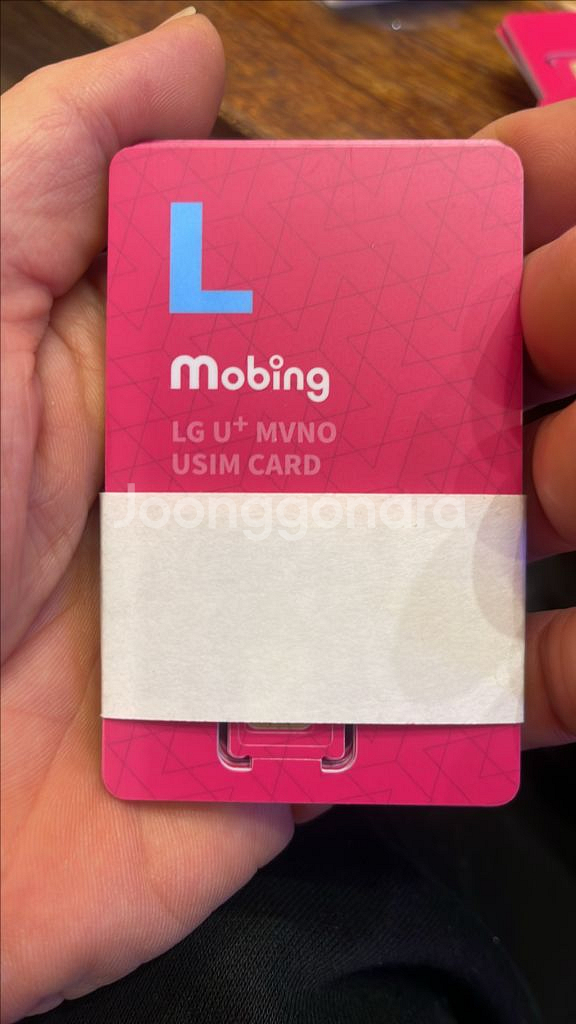 L
mobing
LG U+ MVNO
USIM CARD
Joonggonara